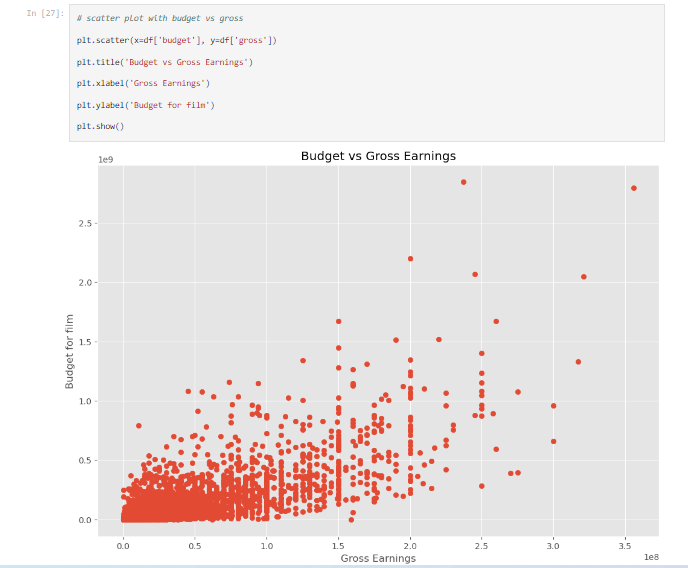 In [27]:
# scatter plot with budget vs gross
plt.scatter(x=df['budget'], y=df['gross'])
plt.title('Budget vs Gross Earnings')
plt.xlabel('Gross Earnings')
plt.ylabel('Budget for film')
plt.show()
Budget vs Gross Earnings
1e9
2.5
2.0
1.5
1.0
0.5
0.0
Budget for film
0.0 0.5 1.0 1.5 2.0 2.5 3.0 3.5
1e8
Gross Earnings